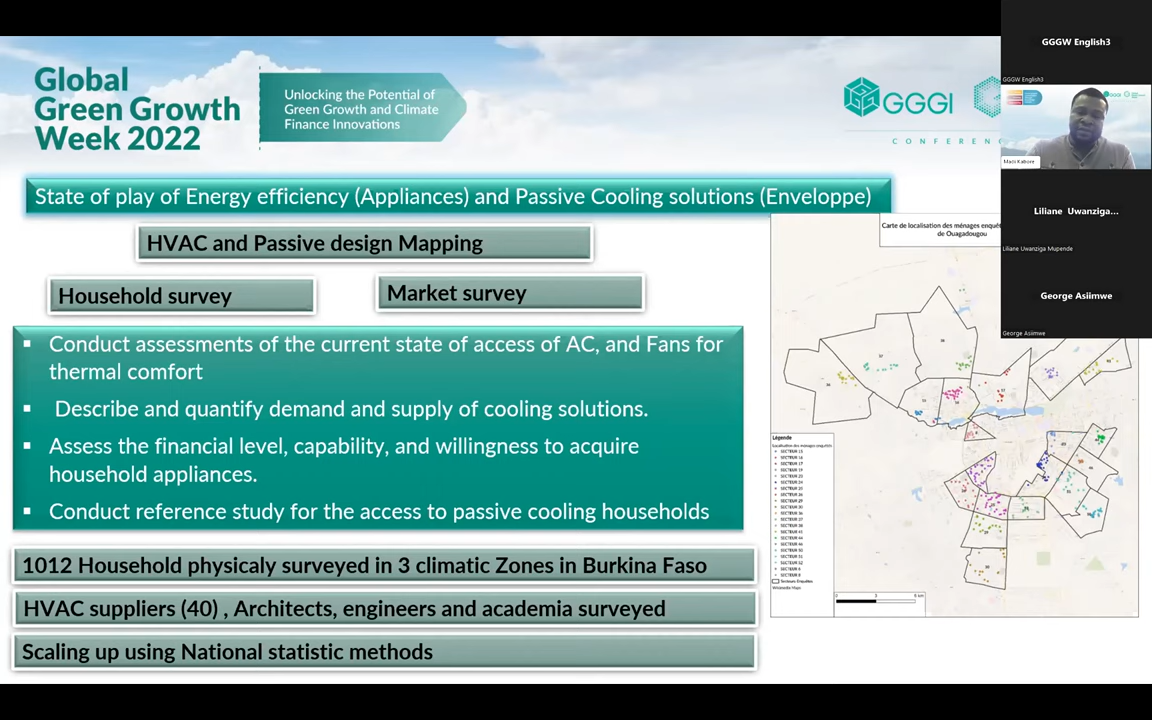 Global
Green Growth
Week 2022
Unlocking the Potential of
Green Growth and Climate
Finance Innovations
GGGI
CONFERENC
GGGW English3
GGGW English3
Maci Kabore
Liliane Uwanziga...
Liliane Uwanziga Mupende
George Asiimwe
George Asiimwe
State of play of Energy efficiency (Appliances) and Passive Cooling solutions (Enveloppe)
HVAC and Passive design Mapping
Household survey
Market survey
▪ Conduct assessments of the current state of access of AC, and Fans for
thermal comfort
▪ Describe and quantify demand and supply of cooling solutions.
▪ Assess the financial level, capability, and willingness to acquire
household appliances.
▪ Conduct reference study for the access to passive cooling households
1012 Household physicaly surveyed in 3 climatic Zones in Burkina Faso
HVAC suppliers (40) , Architects, engineers and academia surveyed
Scaling up using National statistic methods
Carte de localisation des ménages enquêt
de Ouagadougou
Légende